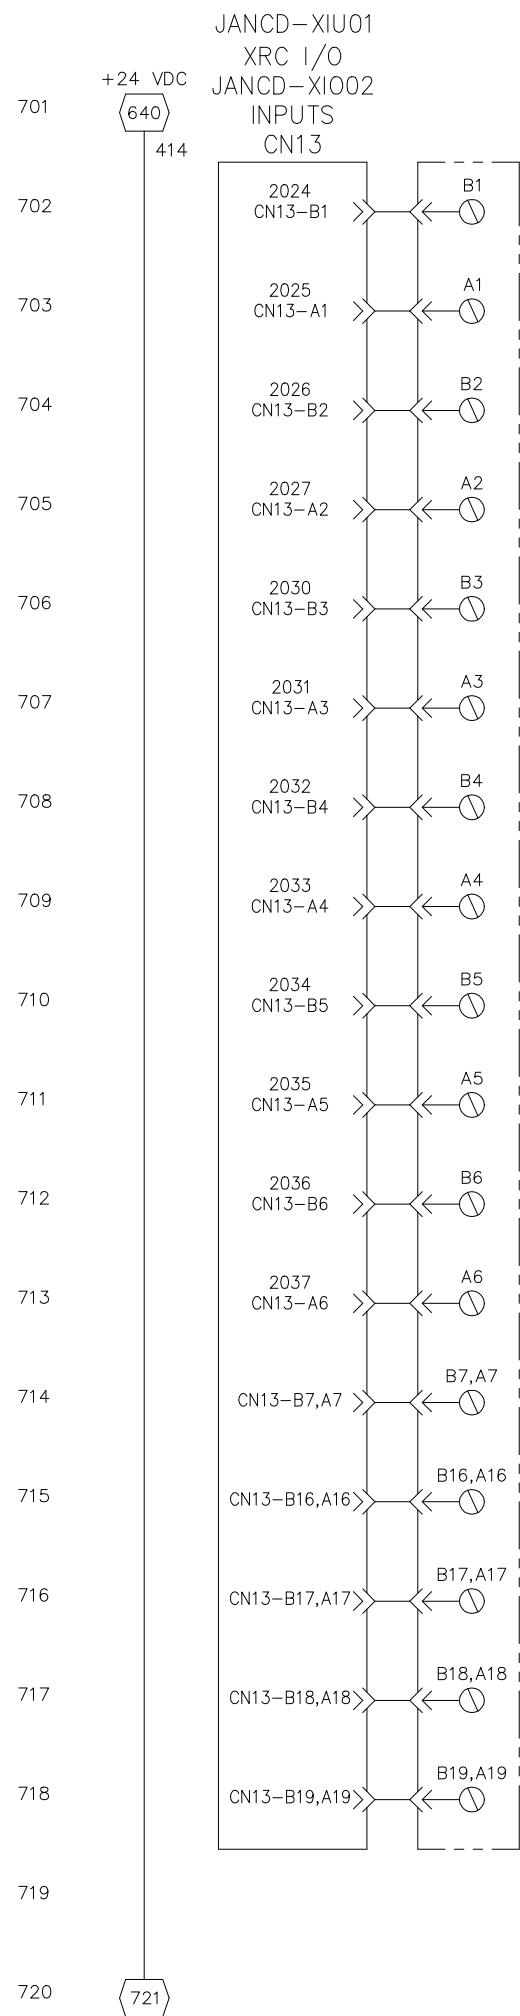 JANCD-XIU01
XRC I/O
JANCD-XIO02
INPUTS
CN13
+24 VDC
701
640
414
702
2024
CN13-B1
B1
703
2025
CN13-A1
A1
704
2026
CN13-B2
B2
705
2027
CN13-A2
A2
706
2030
CN13-B3
B3
707
2031
CN13-A3
A3
708
2032
CN13-B4
B4
709
2033
CN13-A4
A4
710
2034
CN13-B5
B5
711
2035
CN13-A5
A5
712
2036
CN13-B6
B6
713
2037
CN13-A6
A6
714
CN13-B7,A7
B7,A7
715
CN13-B16,A16
B16,A16
716
CN13-B17,A17
B17,A17
717
CN13-B18,A18
B18,A18
718
CN13-B19,A19
B19,A19
719
720
721